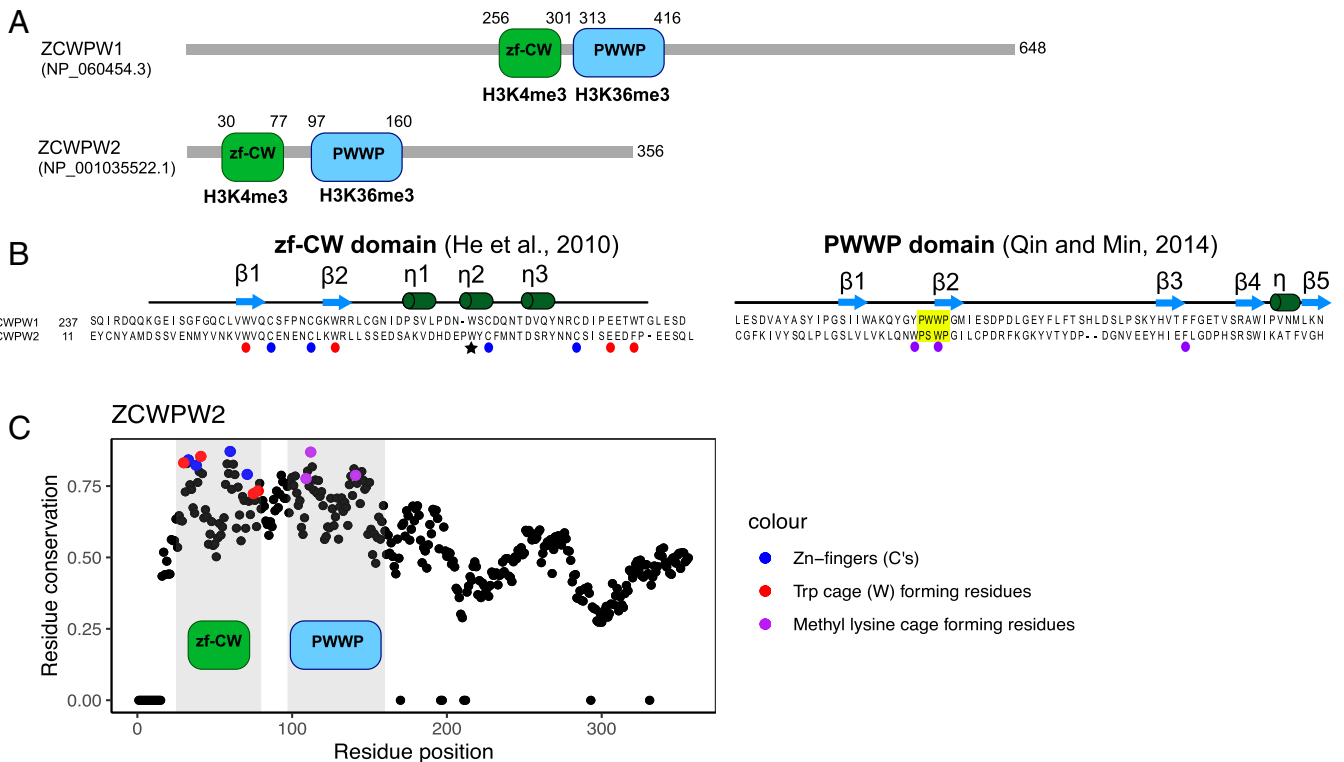 A
256 301 313 416
ZCWPW1
(NP_060454.3)
zf-CW
PWWP
648
H3K4me3 H3K36me3
30 77 97 160
ZCWPW2
(NP_001035522.1)
zf-CW
PWWP
356
H3K4me3
H3K36me3
B
zf-CW domain (He et al., 2010)
PWWP domain (Qin and Min, 2014)
β1 β2 η1 η2 η3
β1 β2 β3 β4 η β5
CWPW1 237 SQIRDQQKGEISGFGQCLVWVQCSFPNCGKWRRLCGNIDPSVLPDN-WSCDQNTDVQYNRCDIPEETWTGLESD
LESDVAYASYIPGSIIWAKQYGYPWWPGMIESDPDLGEYFLFTSHLDSLPSKYHVTFFGETVSRAWIPVNMLKN
CWPW2 11 EYCNYAMDSSVENMYVNKVWVQCENENCLKWRLLSSEDSAKVDHDEPWYCFMNTDSRYNNCSISEEDFP-EESQL
CGFKIVYSQLPLGSLVLVKLQNWPSWPGILCPDRFKGKYVTYDP--DGNVEEYHIEFLGDPHSRSWIKATFVGH
C
ZCWPW2
Residue conservation
0.75
0.50
0.25
0.00
zf-CW
PWWP
0 100 200 300
Residue position
colour
Zn−fingers (C's)
Trp cage (W) forming residues
Methyl lysine cage forming residues